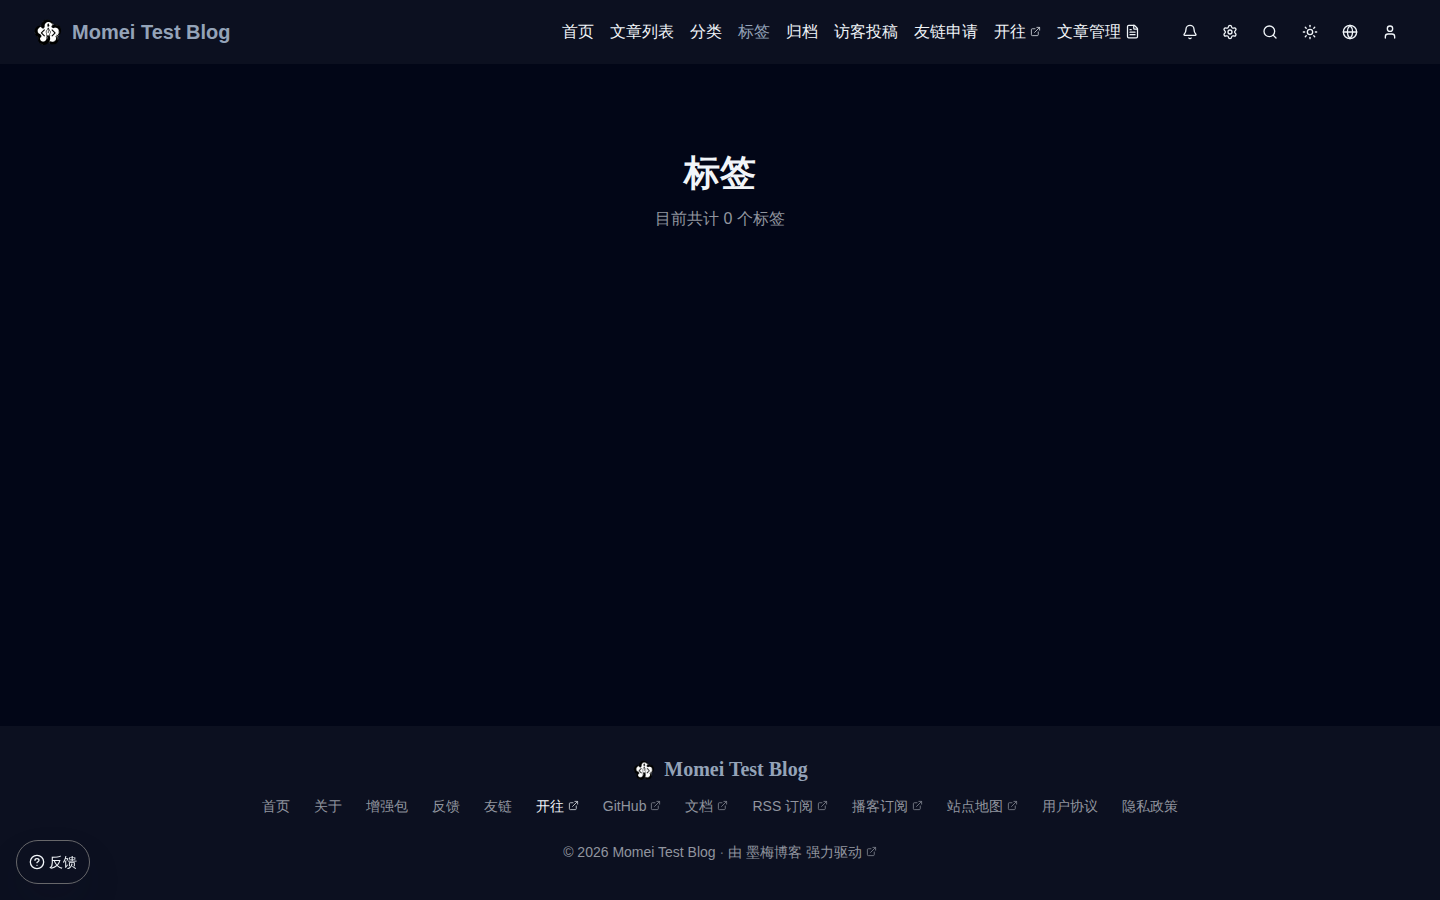 Momei Test Blog 首页 文章列表 分类 标签 归档 访客投稿 友链申请 开往 文章管理
标签
目前共计 0 个标签
Momei Test Blog
首页 关于 增强包 反馈 友链 开往 GitHub 文档 RSS 订阅 播客订阅 站点地图 用户协议 隐私政策
© 2026 Momei Test Blog · 由 墨梅博客 强力驱动
反馈